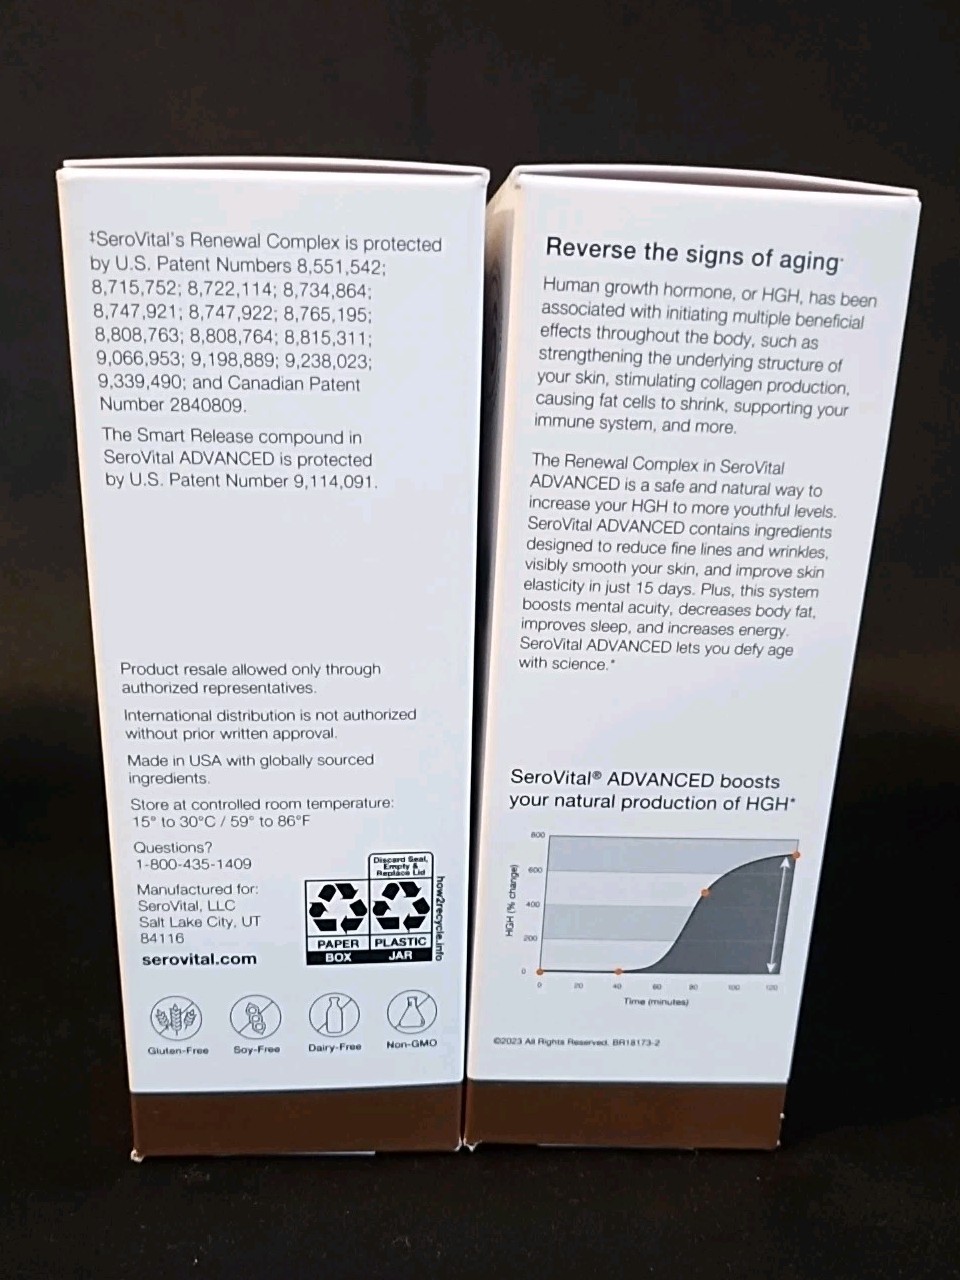 ‡SeroVital's Renewal Complex is protected
by U.S. Patent Numbers 8,551,542;
8,715,752; 8,722,114; 8,734,864;
8,747,921; 8,747,922; 8,765,195;
8,808,763; 8,808,764; 8,815,311;
9,066,953; 9,198,889; 9,238,023;
9,339,490; and Canadian Patent
Number 2840809.
The Smart Release compound in
SeroVital ADVANCED is protected
by U.S. Patent Number 9,114,091.
Product resale allowed only through
authorized representatives.
International distribution is not authorized
without prior written approval.
Made in USA with globally sourced
ingredients.
Store at controlled room temperature:
15° to 30°C / 59° to 86°F
Questions?
1-800-435-1409
Manufactured for:
SeroVital, LLC
Salt Lake City, UT
84116
serovital.com
Discard Seal,
Empty &
Replace Lid
PAPER
BOX
PLASTIC
JAR
how2recycle.info
Gluten-Free
Soy-Free
Dairy-Free
Non-GMO
Reverse the signs of aging*
Human growth hormone, or HGH, has been
associated with initiating multiple beneficial
effects throughout the body, such as
strengthening the underlying structure of
your skin, stimulating collagen production,
causing fat cells to shrink, supporting your
immune system, and more.
The Renewal Complex in SeroVital
ADVANCED is a safe and natural way to
increase your HGH to more youthful levels.
SeroVital ADVANCED contains ingredients
designed to reduce fine lines and wrinkles,
visibly smooth your skin, and improve skin
elasticity in just 15 days. Plus, this system
boosts mental acuity, decreases body fat,
improves sleep, and increases energy.
SeroVital ADVANCED lets you defy age
with science.*
SeroVital® ADVANCED boosts
your natural production of HGH*
HGH (% change)
800
600
400
200
0
0 20 40 60 80 100 120
Time (minutes)
©2023 All Rights Reserved. BR18173-2